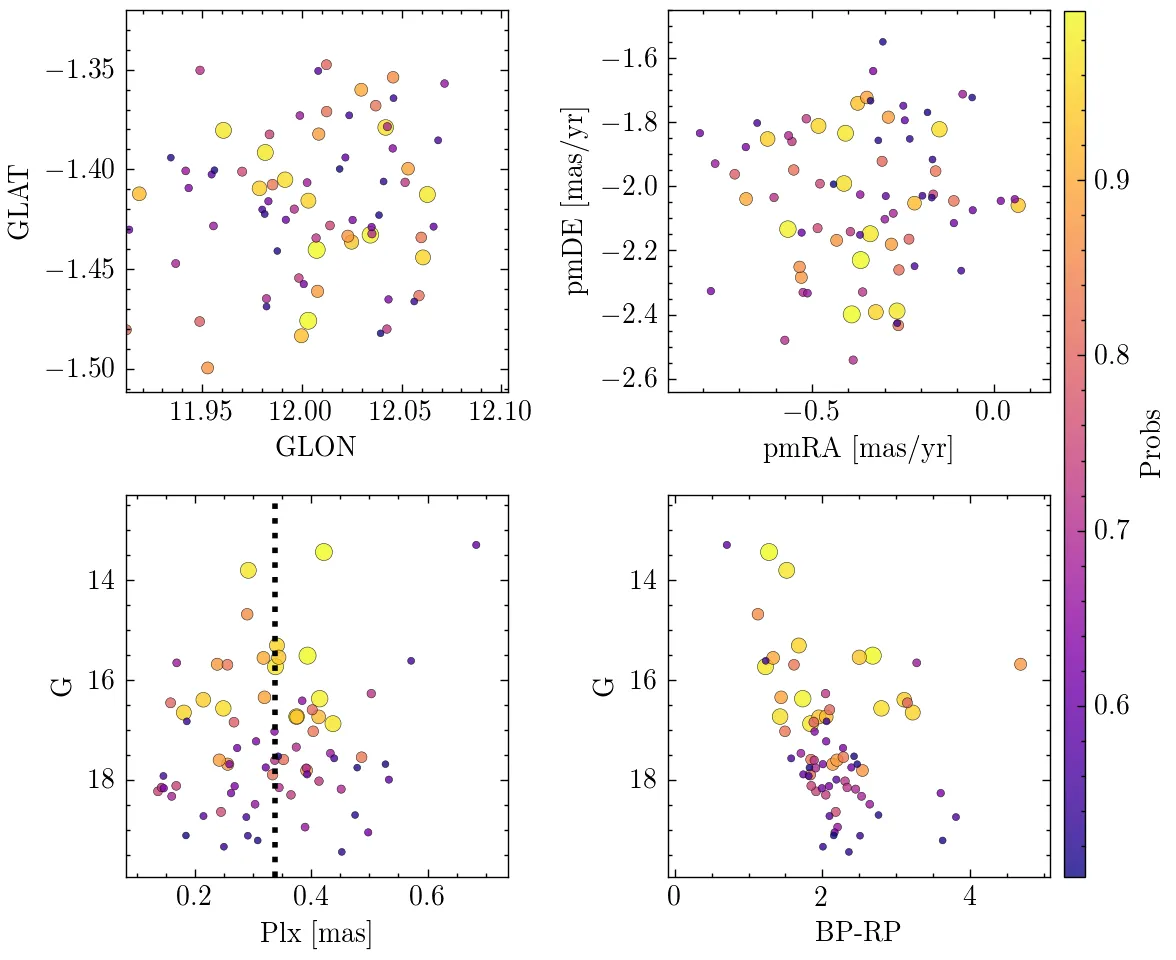 −1.35
−1.40
−1.45
−1.50
GLAT
11.95 12.00 12.05 12.10
GLON
−1.6
−1.8
−2.0
−2.2
−2.4
−2.6
pmDE [mas/yr]
−0.5 0.0
pmRA [mas/yr]
14
16
18
G
0.2 0.4 0.6
Plx [mas]
14
16
18
G
0 2 4
BP-RP
0.9
0.8
0.7
0.6
Probs